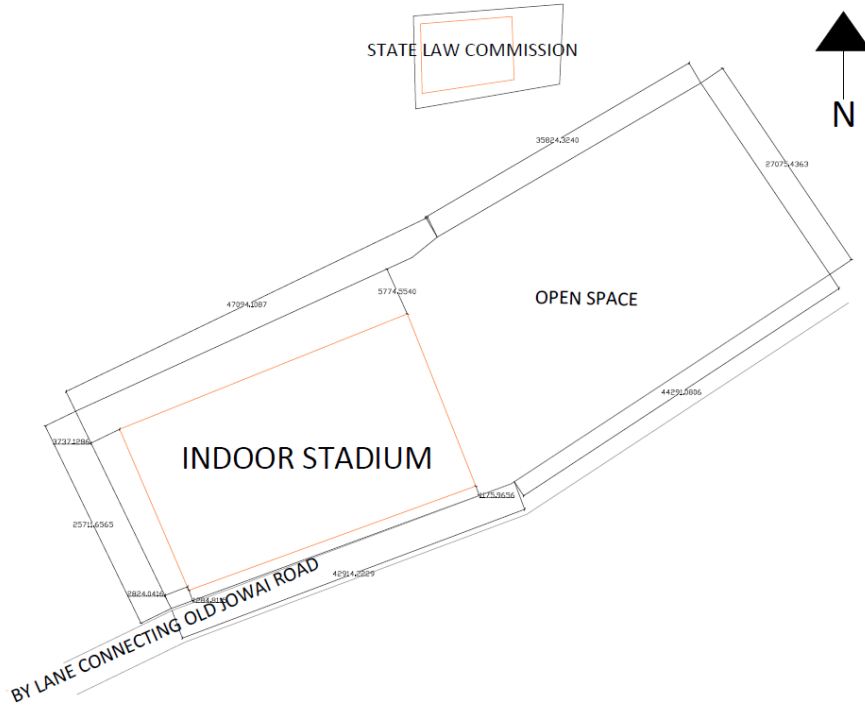 STATE LAW COMMISSION
N
35824.3240
27075.4363
47094.1087
5774.5540
OPEN SPACE
44291.0806
3737.1286
INDOOR STADIUM
1175.9656
2571.6565
2824.0416
42914.2229
BY LANE CONNECTING OLD JOWAI ROAD